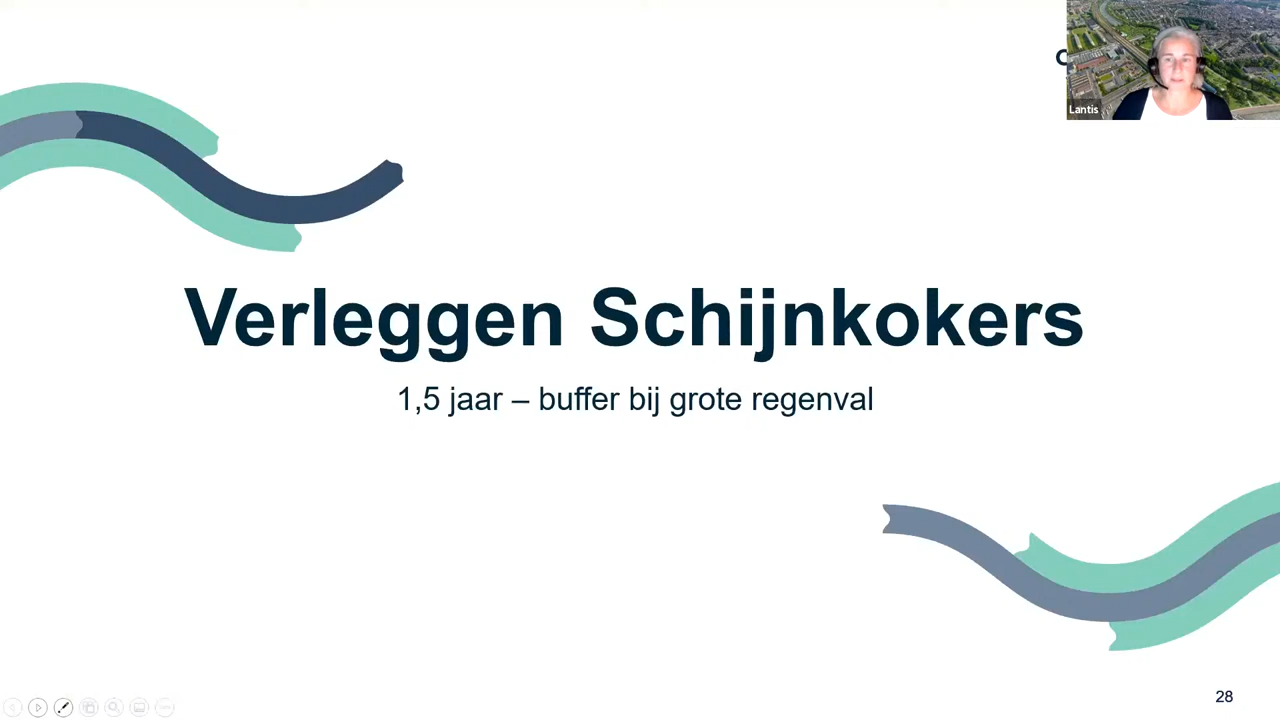 Lantis
Verleggen Schijnkokers
1,5 jaar – buffer bij grote regenval
28